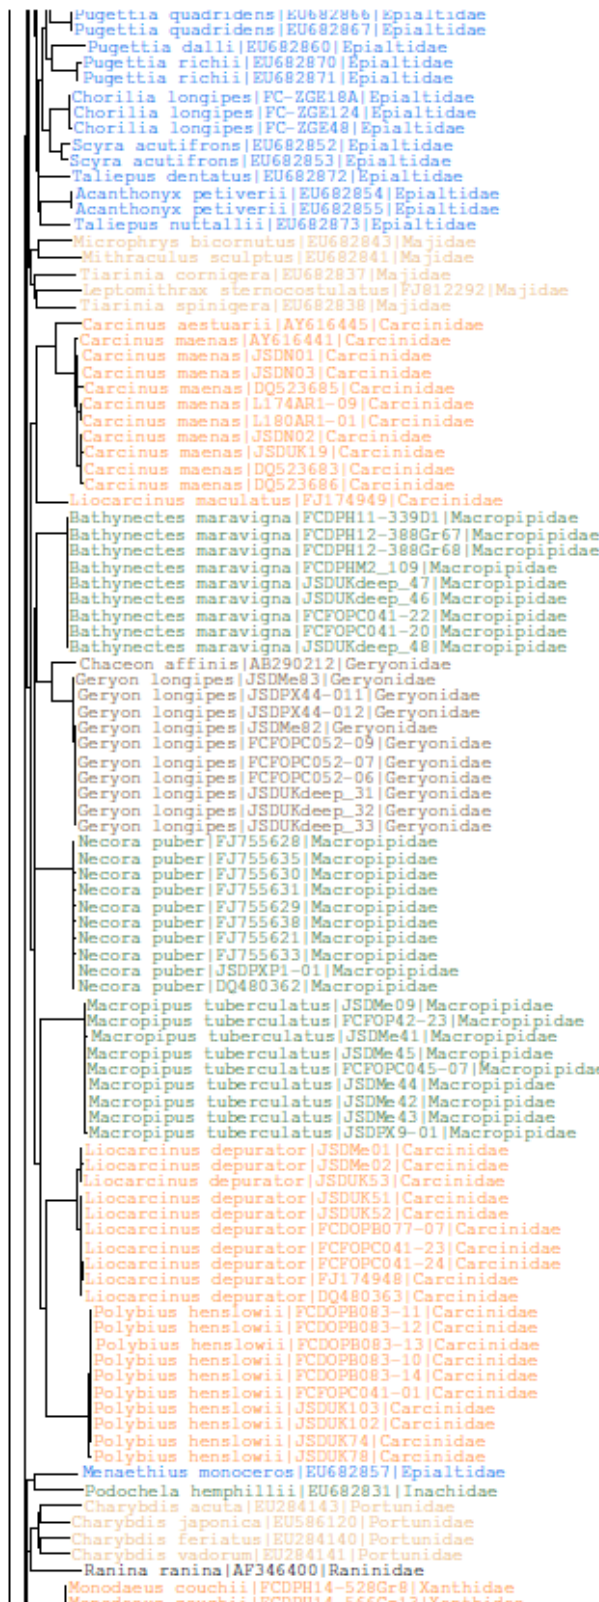 Pugettia quadridens|EU682866|Epialtidae
Pugettia quadridens|EU682867|Epialtidae
Pugettia dalli|EU682860|Epialtidae
Pugettia richii|EU682870|Epialtidae
Pugettia richii|EU682871|Epialtidae
Chorilia longipes|FC-ZGE18A|Epialtidae
Chorilia longipes|FC-ZGE124|Epialtidae
Chorilia longipes|FC-ZGE48|Epialtidae
Scyra acutifrons|EU682852|Epialtidae
Scyra acutifrons|EU682853|Epialtidae
Taliepus dentatus|EU682872|Epialtidae
Acanthonyx petiverii|EU682854|Epialtidae
Acanthonyx petiverii|EU682855|Epialtidae
Taliepus nuttallii|EU682873|Epialtidae
Microphrys bicornutus|EU682843|Majidae
Mithraculus sculptus|EU682841|Majidae
Tiarinia cornigera|EU682837|Majidae
Leptomithrax sternocostulatus|FJ812292|Majidae
Tiarinia spinigera|EU682838|Majidae
Carcinus aestuarii|AY616445|Carcinidae
Carcinus maenas|AY616441|Carcinidae
Carcinus maenas|JSDN01|Carcinidae
Carcinus maenas|JSDN03|Carcinidae
Carcinus maenas|DQ523685|Carcinidae
Carcinus maenas|L174AR1-09|Carcinidae
Carcinus maenas|L180AR1-01|Carcinidae
Carcinus maenas|JSDN02|Carcinidae
Carcinus maenas|JSDUK19|Carcinidae
Carcinus maenas|DQ523683|Carcinidae
Carcinus maenas|DQ523686|Carcinidae
Liocarcinus maculatus|FJ174949|Carcinidae
Bathynectes maravigna|FCDPH11-339D1|Macropipidae
Bathynectes maravigna|FCDPH12-388Gr67|Macropipidae
Bathynectes maravigna|FCDPH12-388Gr68|Macropipidae
Bathynectes maravigna|FCDPHM2_109|Macropipidae
Bathynectes maravigna|JSDUKdeep_47|Macropipidae
Bathynectes maravigna|JSDUKdeep_46|Macropipidae
Bathynectes maravigna|FCFOPC041-22|Macropipidae
Bathynectes maravigna|FCFOPC041-20|Macropipidae
Bathynectes maravigna|JSDUKdeep_48|Macropipidae
Chaceon affinis|AB290212|Geryonidae
Geryon longipes|JSDMe83|Geryonidae
Geryon longipes|JSDPX44-011|Geryonidae
Geryon longipes|JSDPX44-012|Geryonidae
Geryon longipes|JSDMe82|Geryonidae
Geryon longipes|FCFOPC052-09|Geryonidae
Geryon longipes|FCFOPC052-07|Geryonidae
Geryon longipes|FCFOPC052-06|Geryonidae
Geryon longipes|JSDUKdeep_31|Geryonidae
Geryon longipes|JSDUKdeep_32|Geryonidae
Geryon longipes|JSDUKdeep_33|Geryonidae
Necora puber|FJ755628|Macropipidae
Necora puber|FJ755635|Macropipidae
Necora puber|FJ755630|Macropipidae
Necora puber|FJ755631|Macropipidae
Necora puber|FJ755629|Macropipidae
Necora puber|FJ755638|Macropipidae
Necora puber|FJ755621|Macropipidae
Necora puber|FJ755633|Macropipidae
Necora puber|JSDPXP1-01|Macropipidae
Necora puber|DQ480362|Macropipidae
Macropipus tuberculatus|JSDMe09|Macropipidae
Macropipus tuberculatus|FCFOP42-23|Macropipidae
Macropipus tuberculatus|JSDMe41|Macropipidae
Macropipus tuberculatus|JSDMe45|Macropipidae
Macropipus tuberculatus|FCFOPC045-07|Macropipidae
Macropipus tuberculatus|JSDMe44|Macropipidae
Macropipus tuberculatus|JSDMe42|Macropipidae
Macropipus tuberculatus|JSDMe43|Macropipidae
Macropipus tuberculatus|JSDPX9-01|Macropipidae
Liocarcinus depurator|JSDMe01|Carcinidae
Liocarcinus depurator|JSDMe02|Carcinidae
Liocarcinus depurator|JSDUK53|Carcinidae
Liocarcinus depurator|JSDUK51|Carcinidae
Liocarcinus depurator|JSDUK52|Carcinidae
Liocarcinus depurator|FCDOPB077-07|Carcinidae
Liocarcinus depurator|FCFOPC041-23|Carcinidae
Liocarcinus depurator|FCFOPC041-24|Carcinidae
Liocarcinus depurator|FJ174948|Carcinidae
Liocarcinus depurator|DQ480363|Carcinidae
Polybius henslowii|FCDOPB083-11|Carcinidae
Polybius henslowii|FCDOPB083-12|Carcinidae
Polybius henslowii|FCDOPB083-13|Carcinidae
Polybius henslowii|FCDOPB083-10|Carcinidae
Polybius henslowii|FCDOPB083-14|Carcinidae
Polybius henslowii|FCFOPC041-01|Carcinidae
Polybius henslowii|JSDUK103|Carcinidae
Polybius henslowii|JSDUK102|Carcinidae
Polybius henslowii|JSDUK74|Carcinidae
Polybius henslowii|JSDUK78|Carcinidae
Menaethius monoceros|EU682857|Epialtidae
Podochela hemphillii|EU682831|Inachidae
Charybdis acuta|EU284143|Portunidae
Charybdis japonica|EU586120|Portunidae
Charybdis feriatus|EU284140|Portunidae
Charybdis vadorum|EU284141|Portunidae
Ranina ranina|AF346400|Raninidae
Monodaeus couchii|FCDPH14-528Gr8|Xanthidae